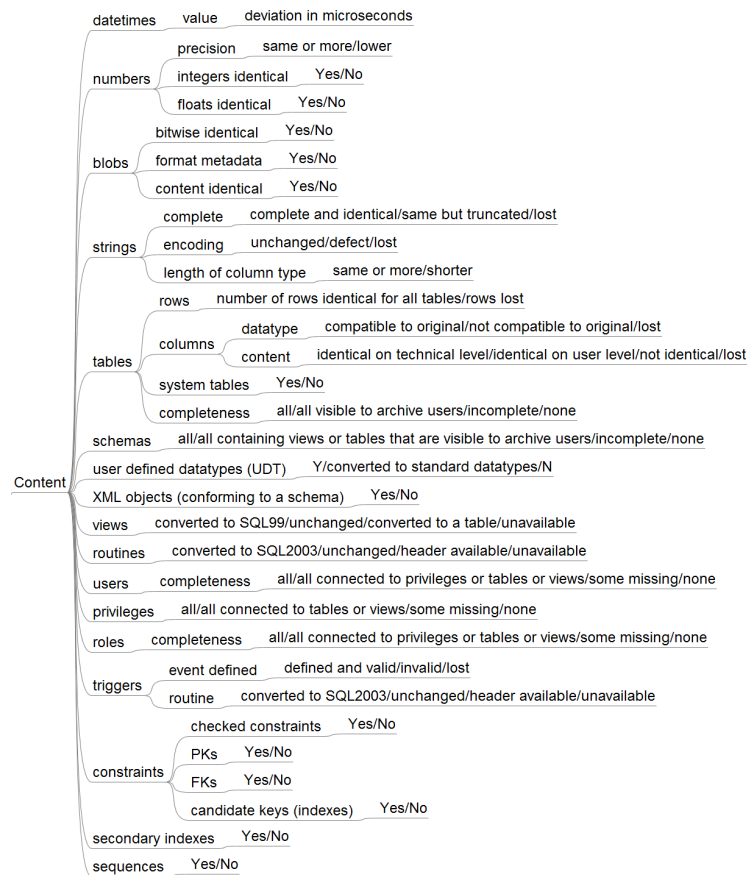 datetimes value deviation in microseconds
precision same or more/lower
numbers integers identical Yes/No
floats identical Yes/No
bitwise identical Yes/No
blobs format metadata Yes/No
content identical Yes/No
complete complete and identical/same but truncated/lost
strings encoding unchanged/defect/lost
length of column type same or more/shorter
rows number of rows identical for all tables/rows lost
columns datatype compatible to original/not compatible to original/lost
content identical on technical level/identical on user level/not identical/lost
tables system tables Yes/No
completeness all/all visible to archive users/incomplete/none
schemas all/all containing views or tables that are visible to archive users/incomplete/none
user defined datatypes (UDT) Y/converted to standard datatypes/N
Content
XML objects (conforming to a schema) Yes/No
views converted to SQL99/unchanged/converted to a table/unavailable
routines converted to SQL2003/unchanged/header available/unavailable
users completeness all/all connected to privileges or tables or views/some missing/none
privileges all/all connected to tables or views/some missing/none
roles completeness all/all connected to privileges or tables or views/some missing/none
event defined defined and valid/invalid/lost
triggers routine converted to SQL2003/unchanged/header available/unavailable
checked constraints Yes/No
PKs Yes/No
constraints FKs Yes/No
candidate keys (indexes) Yes/No
secondary indexes Yes/No
sequences Yes/No